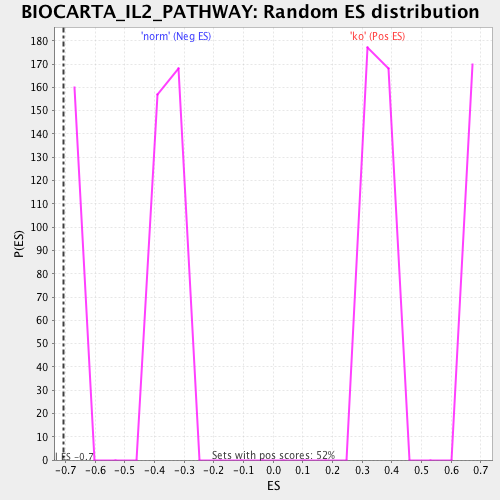 BIOCARTA_IL2_PATHWAY: Random ES distribution
'norm' (Neg ES)
'ko' (Pos ES)
180
170
160
150
140
130
120
110
100
90
80
70
60
50
40
30
20
10
0
P(ES)
ES -0.7
Sets with pos scores: 52%
-0.7 -0.6 -0.5 -0.4 -0.3 -0.2 -0.1 0.0 0.1 0.2 0.3 0.4 0.5 0.6 0.7
ES